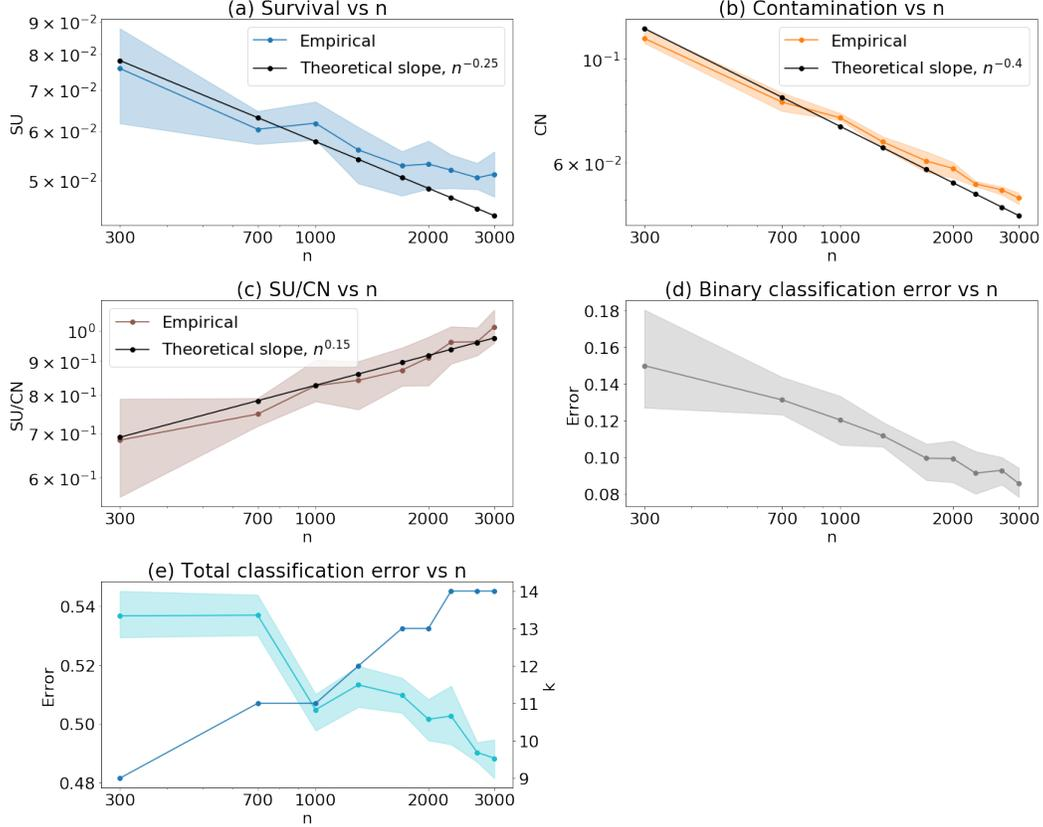 (a) Survival vs n
9 × 10⁻²
8 × 10⁻²
7 × 10⁻²
6 × 10⁻²
5 × 10⁻²
SU
Empirical
Theoretical slope, n⁻⁰·²⁵
300 700 1000 2000 3000
n
(b) Contamination vs n
10⁻¹
6 × 10⁻²
CN
Empirical
Theoretical slope, n⁻⁰·⁴
300 700 1000 2000 3000
n
(c) SU/CN vs n
10⁰
9 × 10⁻¹
8 × 10⁻¹
7 × 10⁻¹
6 × 10⁻¹
SU/CN
Empirical
Theoretical slope, n⁰·¹⁵
300 700 1000 2000 3000
n
(d) Binary classification error vs n
0.18
0.16
0.14
0.12
0.10
0.08
Error
300 700 1000 2000 3000
n
(e) Total classification error vs n
0.54
0.52
0.50
0.48
Error
14
13
12
11
10
9
k
300 700 1000 2000 3000
n